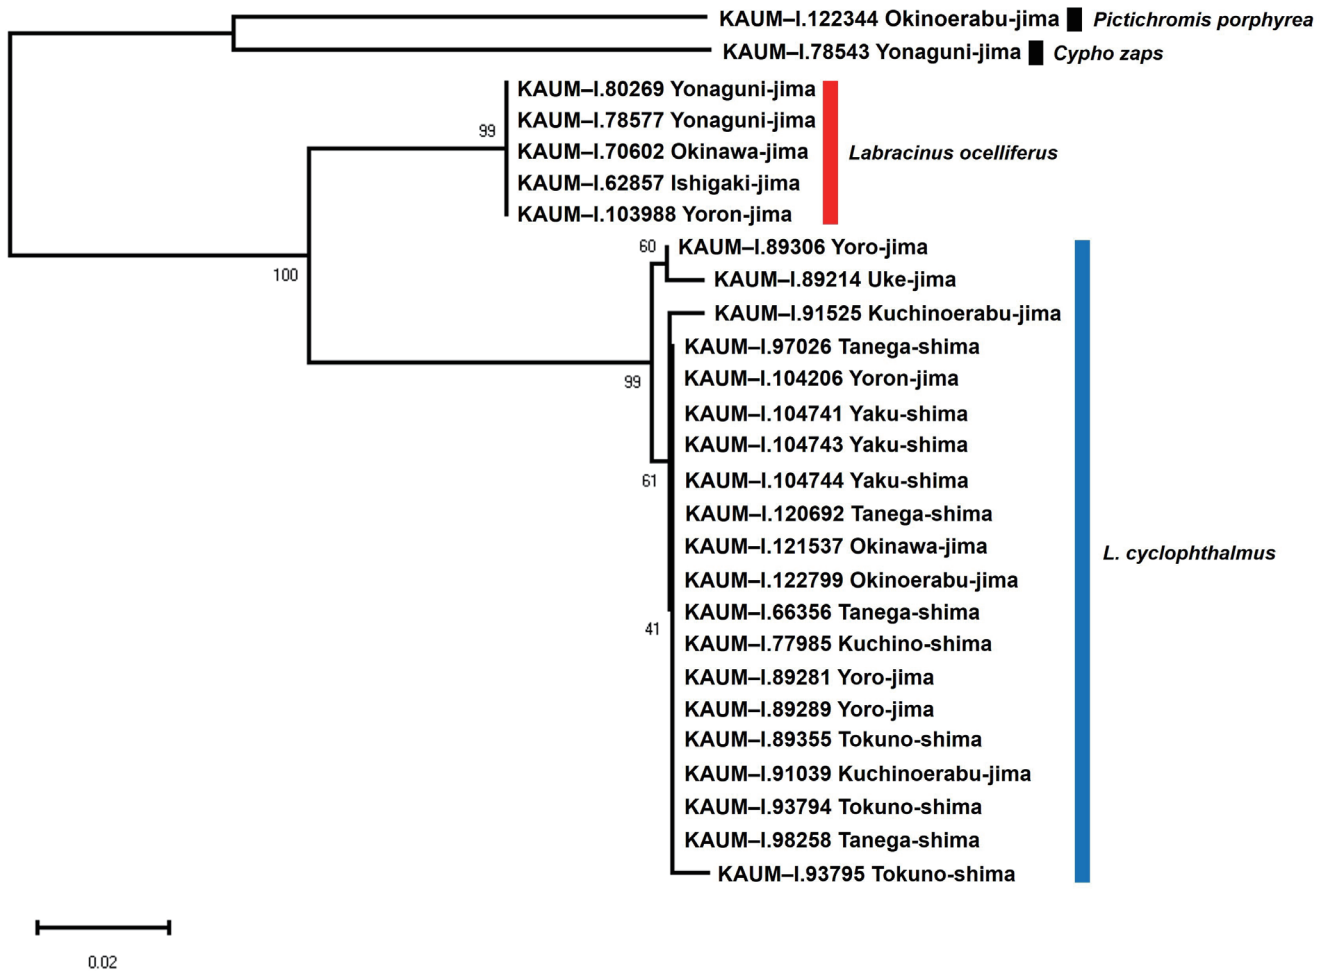 KAUM–I.122344 Okinoerabu-jima Pictichromis porphyrea
KAUM–I.78543 Yonaguni-jima Cypho zaps
KAUM–I.80269 Yonaguni-jima
99
KAUM–I.78577 Yonaguni-jima
KAUM–I.70602 Okinawa-jima
Labracinus ocelliferus
KAUM–I.62857 Ishigaki-jima
KAUM–I.103988 Yoron-jima
60
KAUM–I.89306 Yoro-jima
100
KAUM–I.89214 Uke-jima
KAUM–I.91525 Kuchinoerabu-jima
KAUM–I.97026 Tanega-shima
99
KAUM–I.104206 Yoron-jima
KAUM–I.104741 Yaku-shima
KAUM–I.104743 Yaku-shima
61
KAUM–I.104744 Yaku-shima
KAUM–I.120692 Tanega-shima
KAUM–I.121537 Okinawa-jima
L. cyclophthalmus
KAUM–I.122799 Okinoerabu-jima
KAUM–I.66356 Tanega-shima
41
KAUM–I.77985 Kuchino-shima
KAUM–I.89281 Yoro-jima
KAUM–I.89289 Yoro-jima
KAUM–I.89355 Tokuno-shima
KAUM–I.91039 Kuchinoerabu-jima
KAUM–I.93794 Tokuno-shima
KAUM–I.98258 Tanega-shima
KAUM–I.93795 Tokuno-shima
0.02